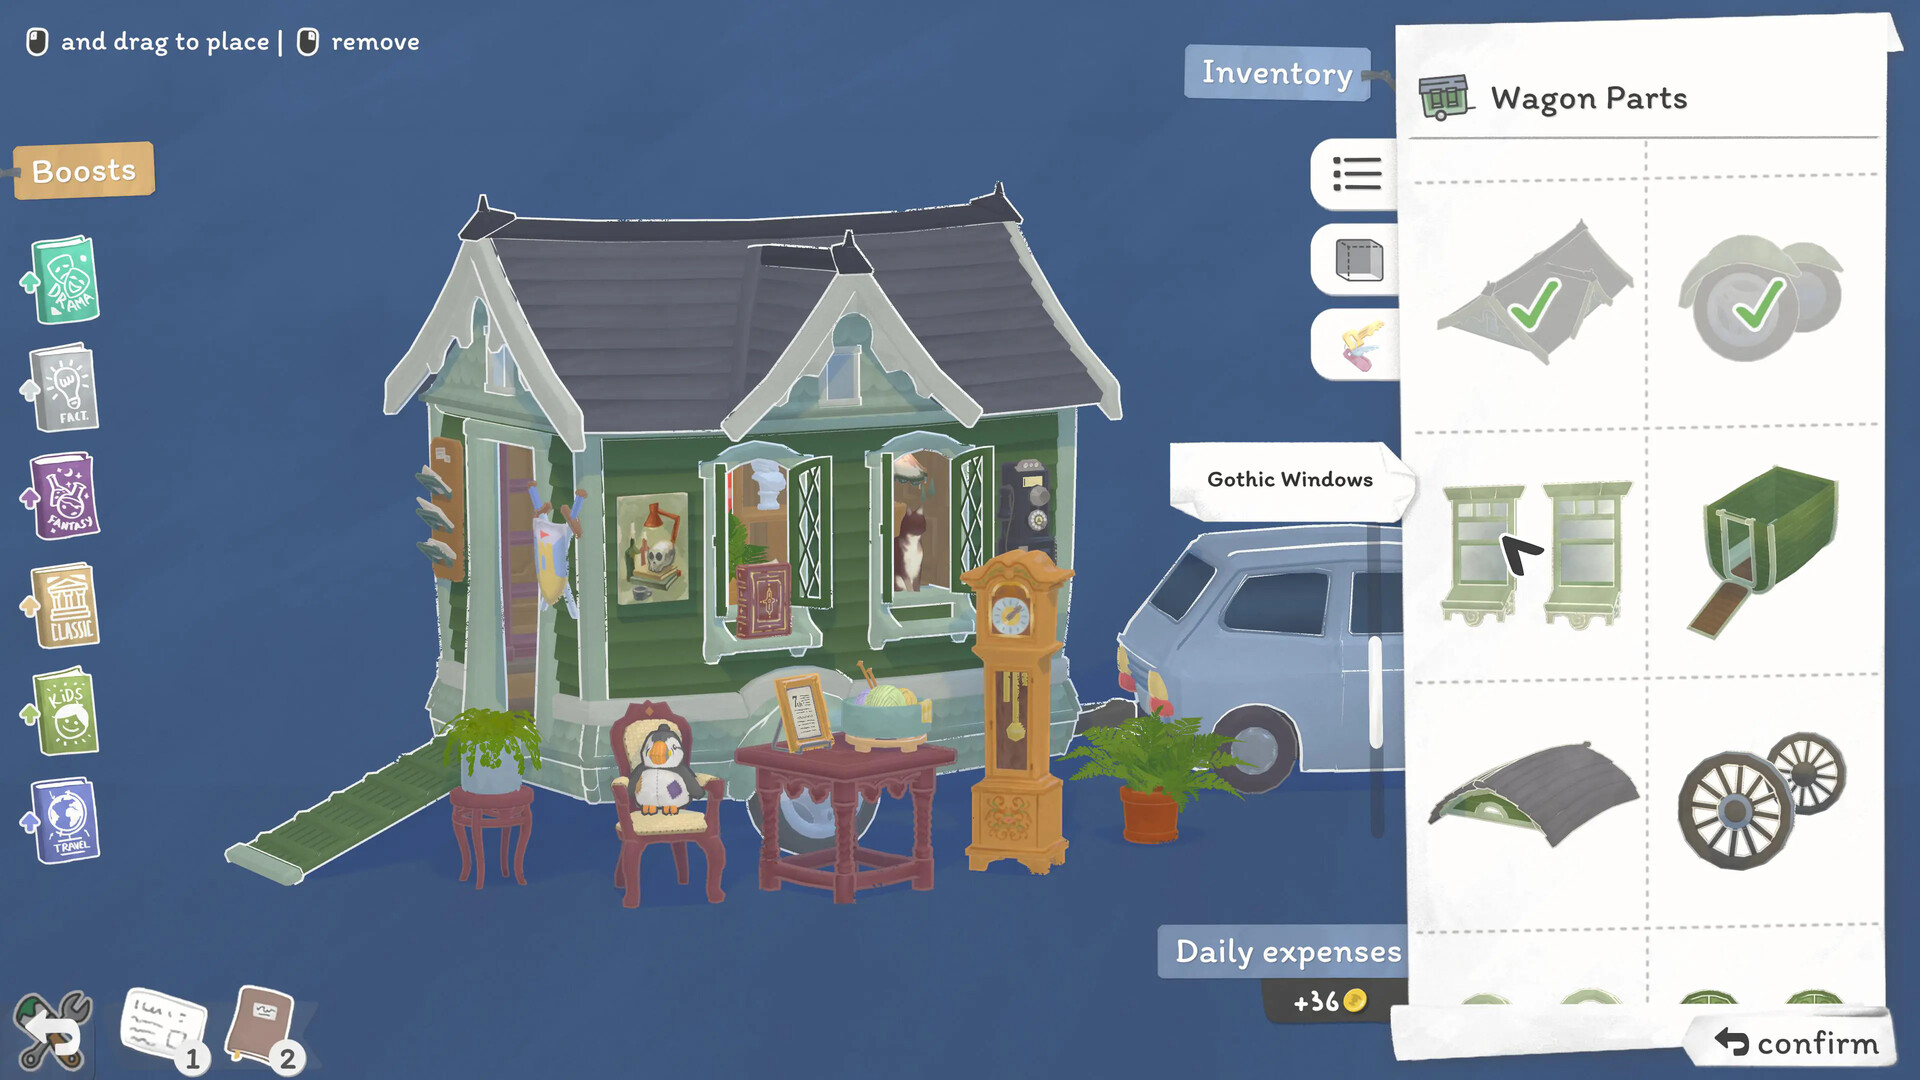 and drag to place | remove
Inventory
Wagon Parts
Boosts
DRAMA
FACT.
FANTASY
CLASSIC
KiDS
TRAVEL
Gothic Windows
Daily expenses
+36
1
2
confirm